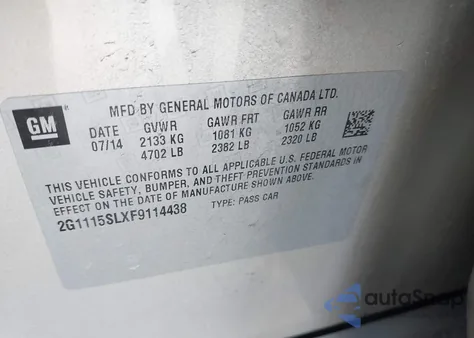 GM
MFD BY GENERAL MOTORS OF CANADA LTD.
DATE GVWR GAWR FRT GAWR RR
07/14 2133 KG 1081 KG 1052 KG
4702 LB 2382 LB 2320 LB
THIS VEHICLE CONFORMS TO ALL APPLICABLE U.S. FEDERAL MOTOR
VEHICLE SAFETY, BUMPER, AND THEFT PREVENTION STANDARDS IN
EFFECT ON THE DATE OF MANUFACTURE SHOWN ABOVE.
2G1115SLXF9114438 TYPE: PASS CAR
autoSnap